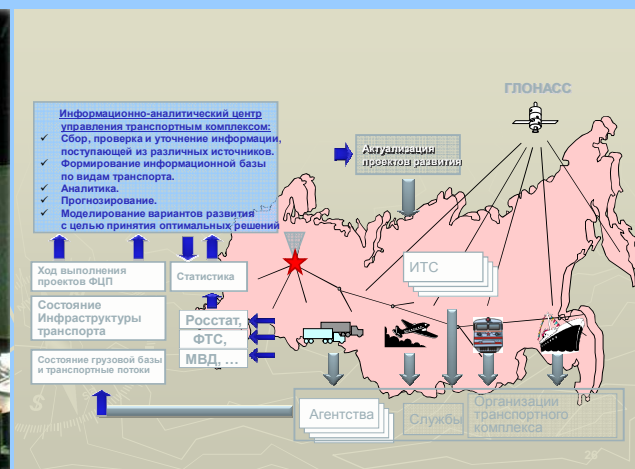 ГЛОНАСС
Информационно-аналитический центр
управления транспортным комплексом:
✓ Сбор, проверка и уточнение информации,
поступающей из различных источников.
✓ Формирование информационной базы
по видам транспорта.
✓ Аналитика.
✓ Прогнозирование.
✓ Моделирование вариантов развития
с целью принятия оптимальных решений
Актуализация
проектов развития
Ход выполнения
проектов ФЦП
Статистика
ИТС
Состояние
Инфраструктуры
транспорта
Росстат,
ФТС,
МВД, ...
Состояние грузовой базы
и транспортные потоки
Агентства
Службы
Организации
транспортного
комплекса
26
S